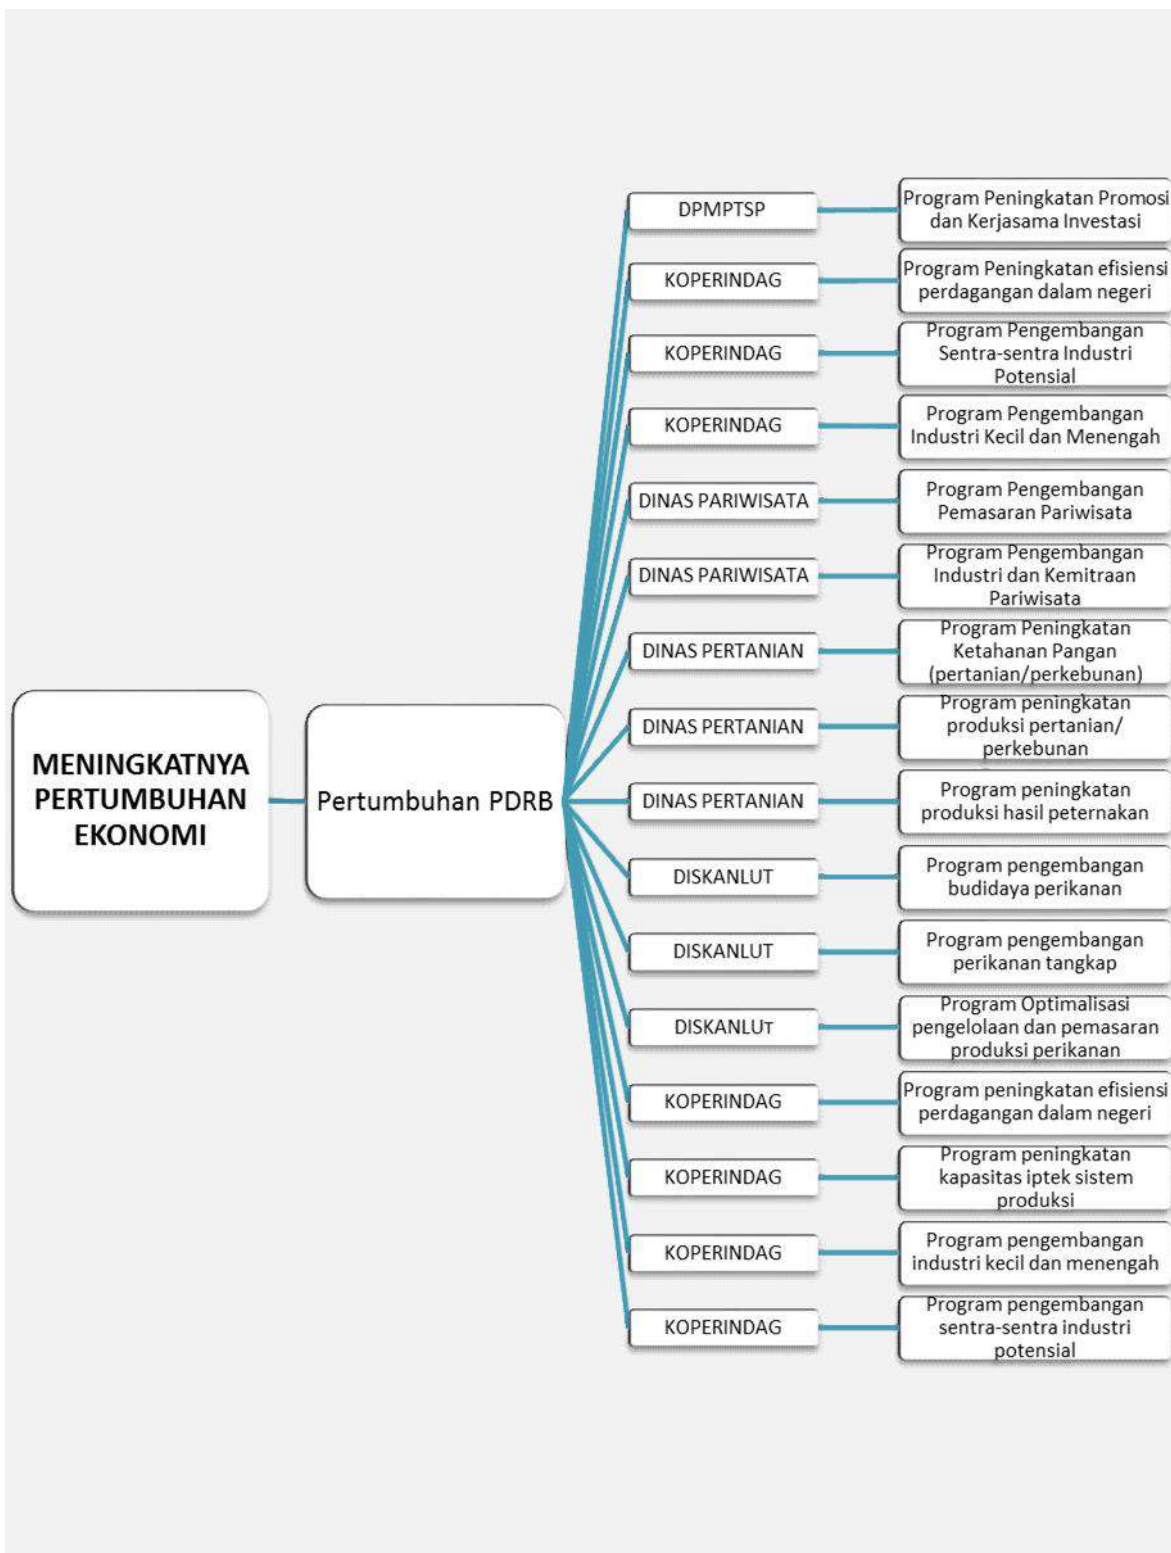 MENINGKATNYA
PERTUMBUHAN
EKONOMI
Pertumbuhan PDRB
DPMPTSP
Program Peningkatan Promosi
dan Kerjasama Investasi
KOPERINDAG
Program Peningkatan efisiensi
perdagangan dalam negeri
KOPERINDAG
Program Pengembangan
Sentra-sentra Industri
Potensial
KOPERINDAG
Program Pengembangan
Industri Kecil dan Menengah
DINAS PARIWISATA
Program Pengembangan
Pemasaran Pariwisata
DINAS PARIWISATA
Program Pengembangan
Industri dan Kemitraan
Pariwisata
DINAS PERTANIAN
Program Peningkatan
Ketahanan Pangan
(pertanian/perkebunan)
DINAS PERTANIAN
Program peningkatan
produksi pertanian/
perkebunan
DINAS PERTANIAN
Program peningkatan
produksi hasil peternakan
DISKANLUT
Program pengembangan
budidaya perikanan
DISKANLUT
Program pengembangan
perikanan tangkap
DISKANLUT
Program Optimalisasi
pengelolaan dan pemasaran
produksi perikanan
KOPERINDAG
Program peningkatan efisiensi
perdagangan dalam negeri
KOPERINDAG
Program peningkatan
kapasitas iptek sistem
produksi
KOPERINDAG
Program pengembangan
industri kecil dan menengah
KOPERINDAG
Program pengembangan
sentra-sentra industri
potensial